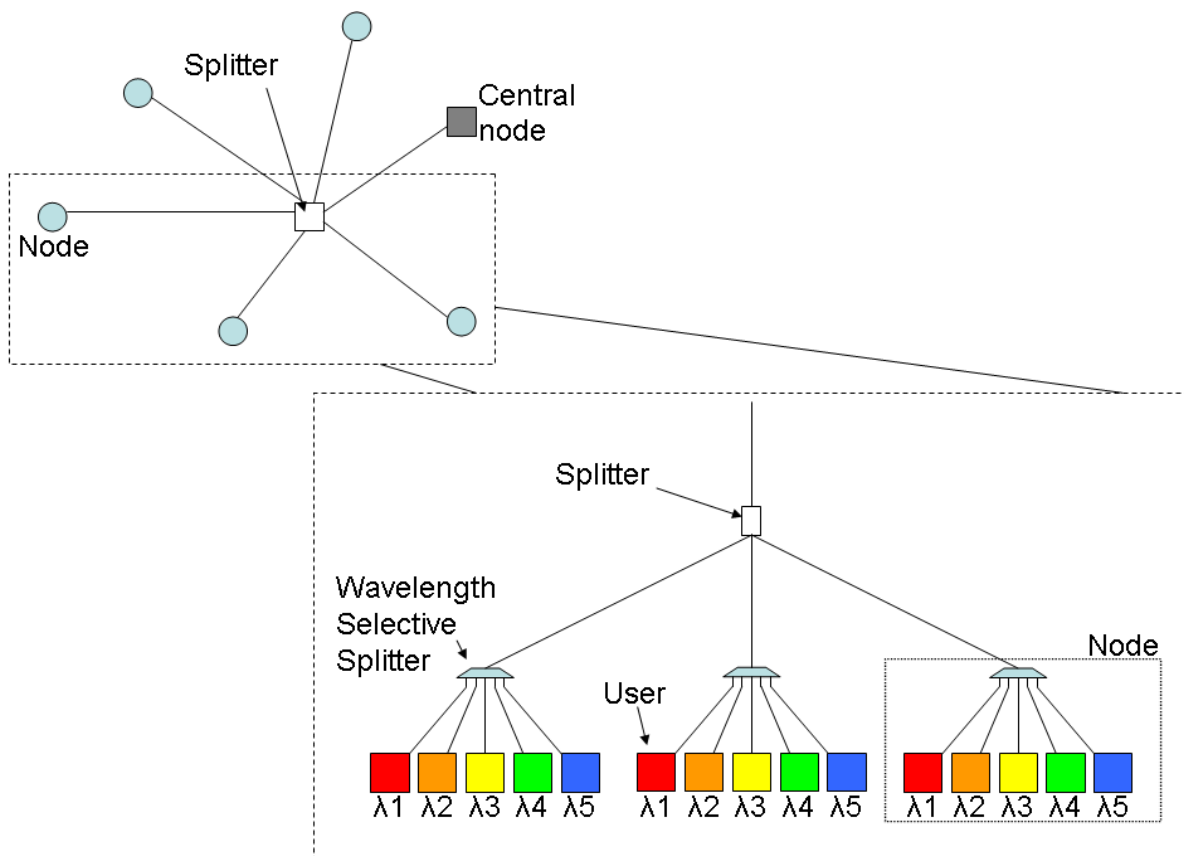 Splitter
Central
node
Node
Splitter
Wavelength
Selective
Splitter
Node
User
λ1 λ2 λ3 λ4 λ5 λ1 λ2 λ3 λ4 λ5 λ1 λ2 λ3 λ4 λ5